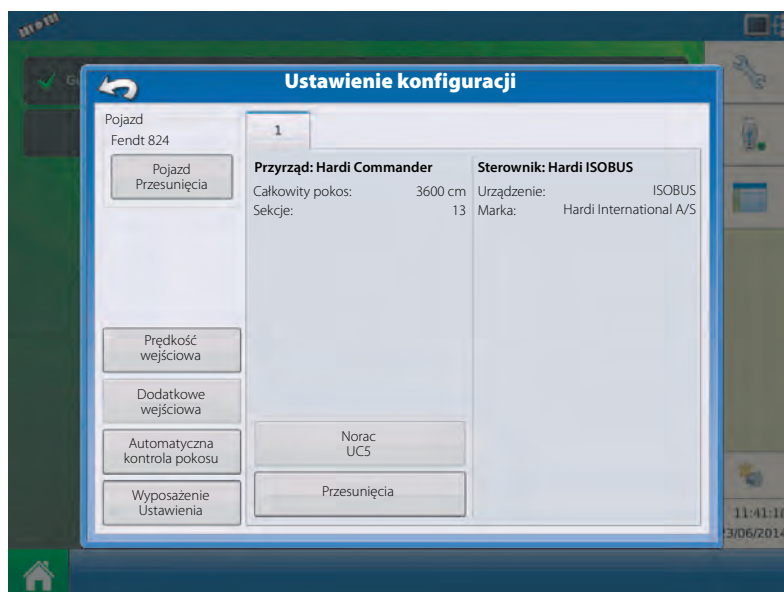 Ustawienie konfiguracji
Pojazd
Fendt 824
Pojazd
Przesunięcia
Prędkość
wejściowa
Dodatkowe
wejściowa
Automatyczna
kontrola pokosu
Wyposażenie
Ustawienia
1
Przyrząd: Hardi Commander
Całkowity pokos: 3600 cm
Sekcje: 13
Norac
UC5
Przesunięcia
Sterownik: Hardi ISOBUS
Urządzenie: ISOBUS
Marka: Hardi International A/S
11:41:1
3/06/2014